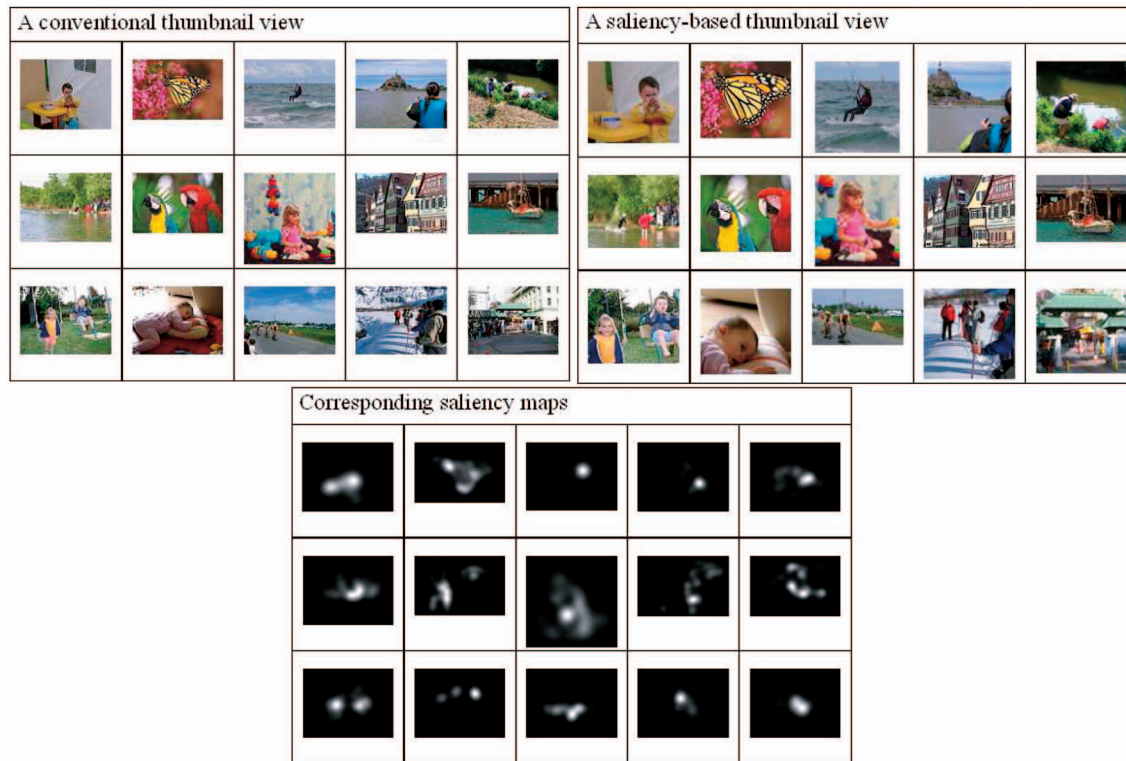 A conventional thumbnail view
A saliency-based thumbnail view
Corresponding saliency maps